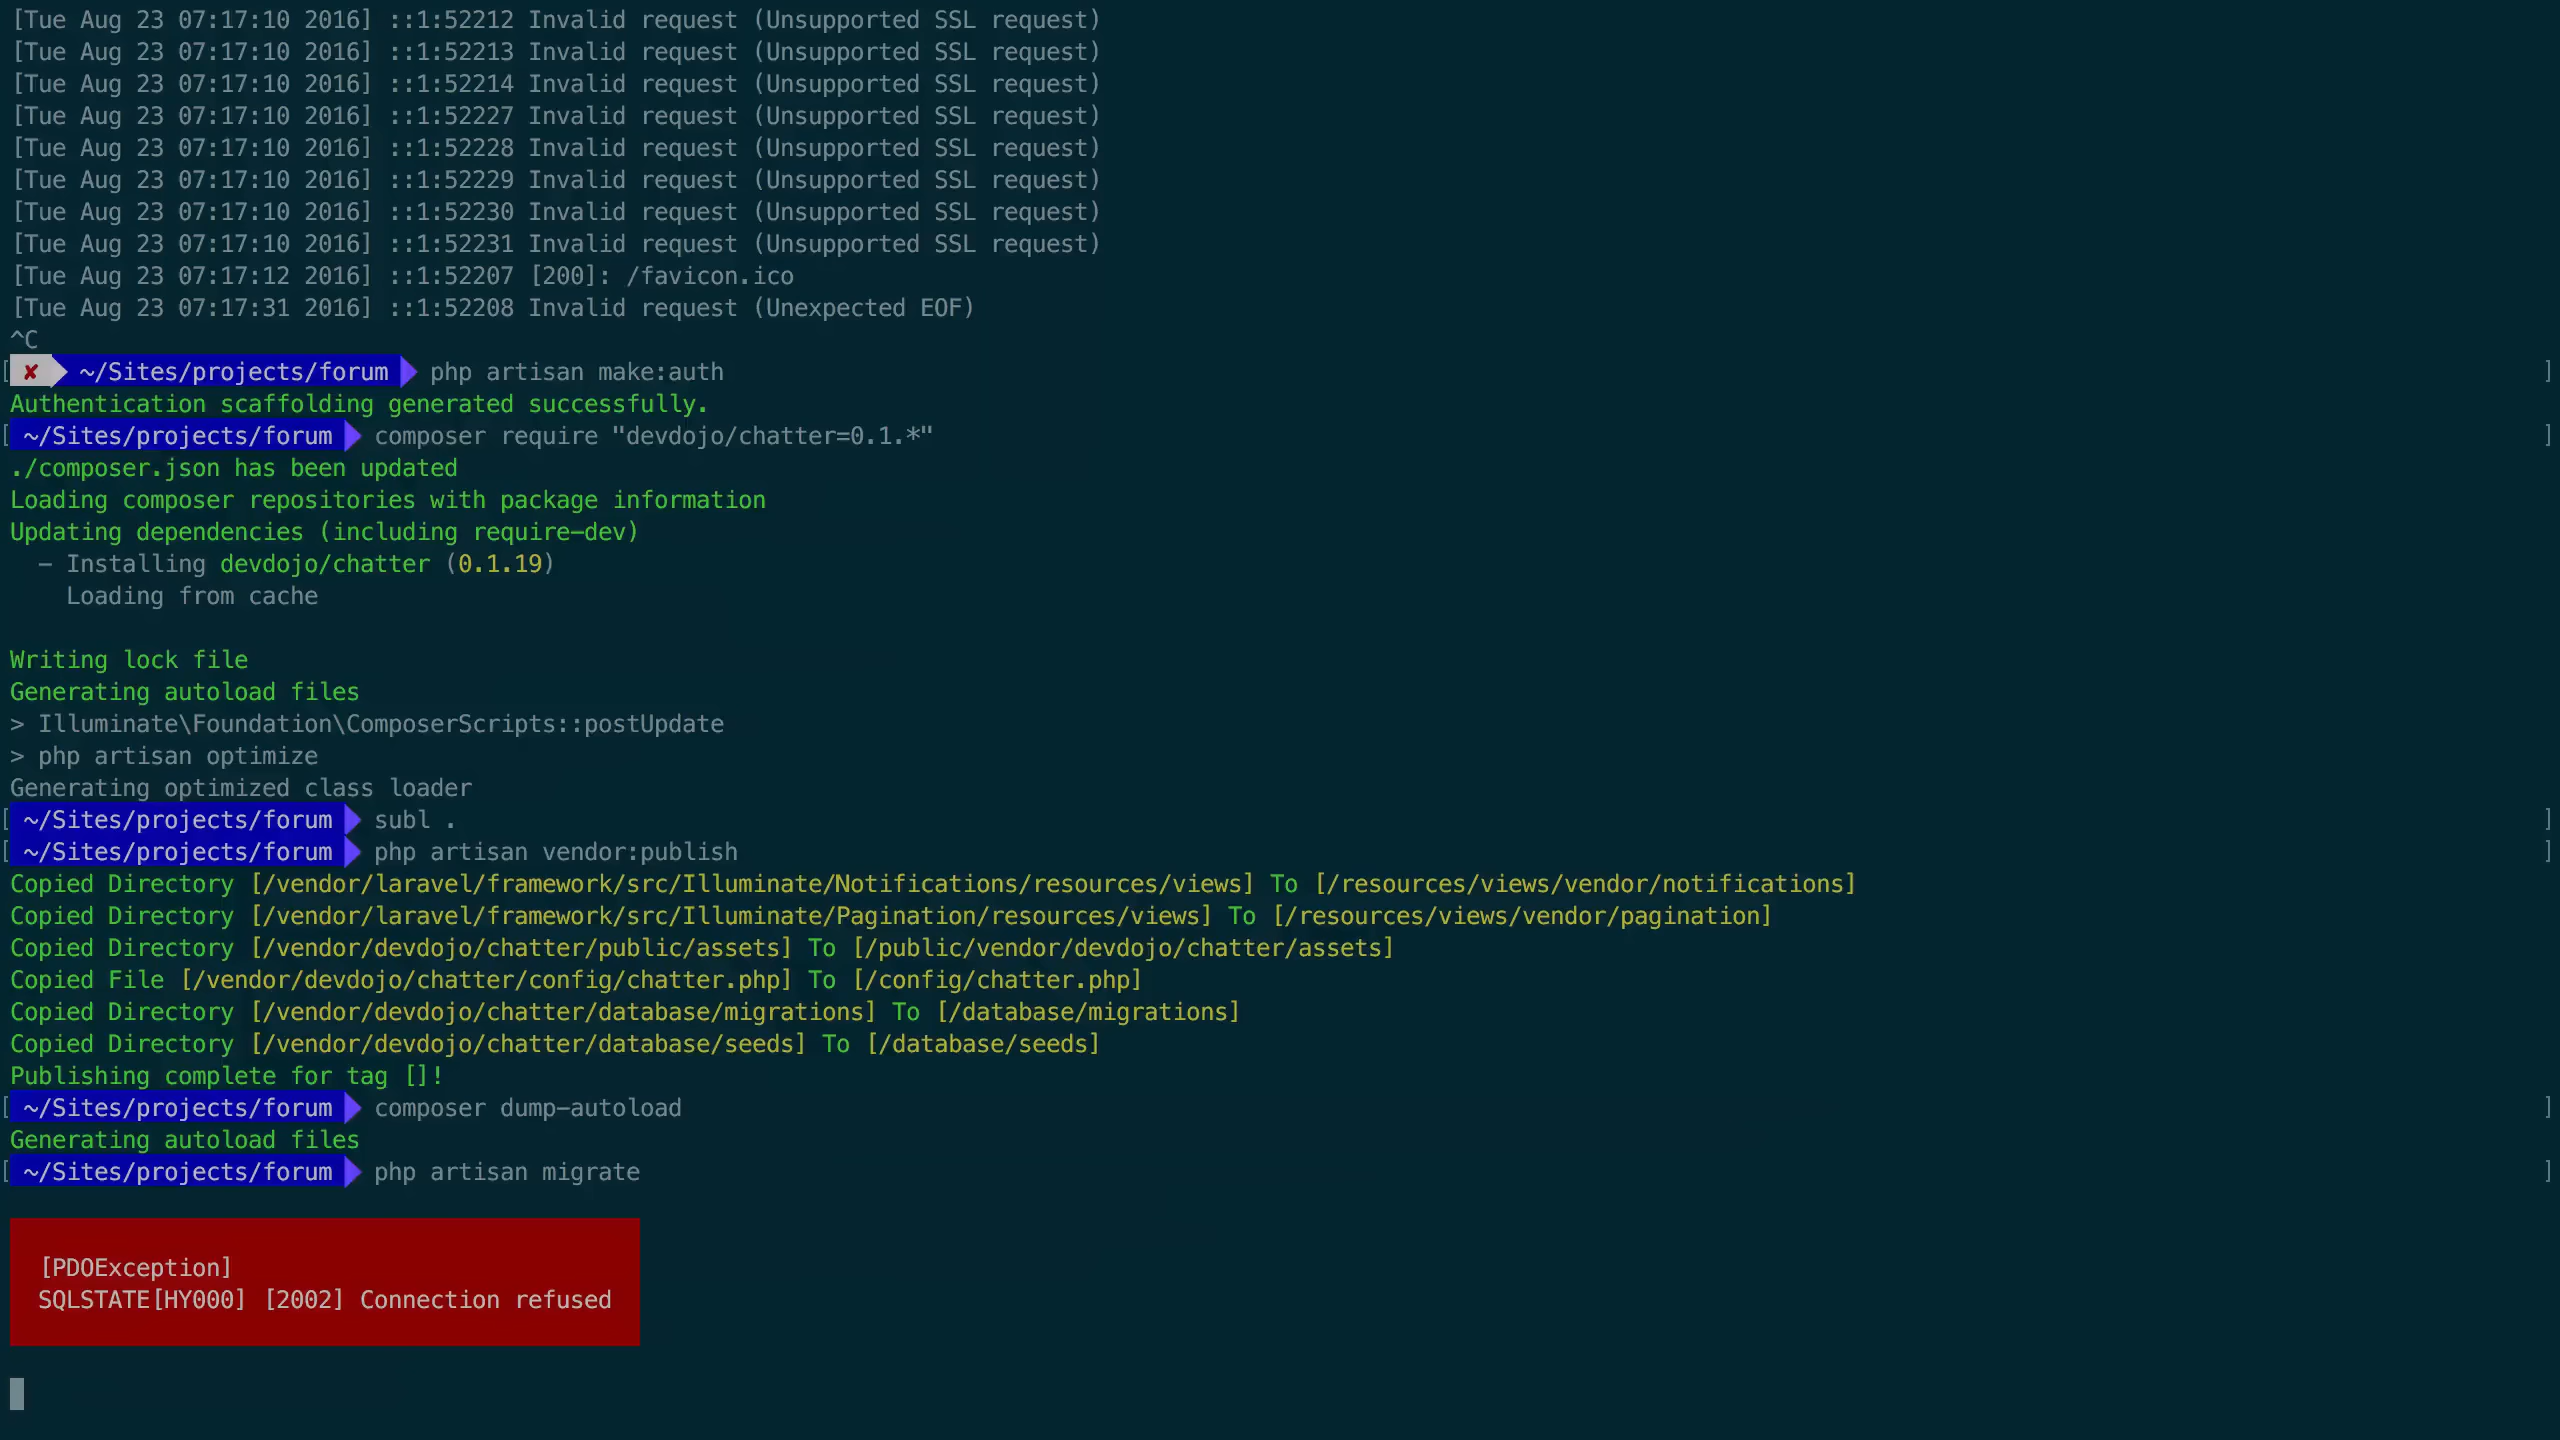 [Tue Aug 23 07:17:10 2016] ::1:52212 Invalid request (Unsupported SSL request)
[Tue Aug 23 07:17:10 2016] ::1:52213 Invalid request (Unsupported SSL request)
[Tue Aug 23 07:17:10 2016] ::1:52214 Invalid request (Unsupported SSL request)
[Tue Aug 23 07:17:10 2016] ::1:52227 Invalid request (Unsupported SSL request)
[Tue Aug 23 07:17:10 2016] ::1:52228 Invalid request (Unsupported SSL request)
[Tue Aug 23 07:17:10 2016] ::1:52229 Invalid request (Unsupported SSL request)
[Tue Aug 23 07:17:10 2016] ::1:52230 Invalid request (Unsupported SSL request)
[Tue Aug 23 07:17:10 2016] ::1:52231 Invalid request (Unsupported SSL request)
[Tue Aug 23 07:17:12 2016] ::1:52207 [200]: /favicon.ico
[Tue Aug 23 07:17:31 2016] ::1:52208 Invalid request (Unexpected EOF)
^C
[ ✘ ~/Sites/projects/forum php artisan make:auth ]
Authentication scaffolding generated successfully.
[ ~/Sites/projects/forum composer require "devdojo/chatter=0.1.*" ]
./composer.json has been updated
Loading composer repositories with package information
Updating dependencies (including require-dev)
- Installing devdojo/chatter (0.1.19)
Loading from cache
Writing lock file
Generating autoload files
> Illuminate\Foundation\ComposerScripts::postUpdate
> php artisan optimize
Generating optimized class loader
[ ~/Sites/projects/forum subl . ]
[ ~/Sites/projects/forum php artisan vendor:publish ]
Copied Directory [/vendor/laravel/framework/src/Illuminate/Notifications/resources/views] To [/resources/views/vendor/notifications]
Copied Directory [/vendor/laravel/framework/src/Illuminate/Pagination/resources/views] To [/resources/views/vendor/pagination]
Copied Directory [/vendor/devdojo/chatter/public/assets] To [/public/vendor/devdojo/chatter/assets]
Copied File [/vendor/devdojo/chatter/config/chatter.php] To [/config/chatter.php]
Copied Directory [/vendor/devdojo/chatter/database/migrations] To [/database/migrations]
Copied Directory [/vendor/devdojo/chatter/database/seeds] To [/database/seeds]
Publishing complete for tag []!
[ ~/Sites/projects/forum composer dump-autoload ]
Generating autoload files
[ ~/Sites/projects/forum php artisan migrate ]
[PDOException]
SQLSTATE[HY000] [2002] Connection refused